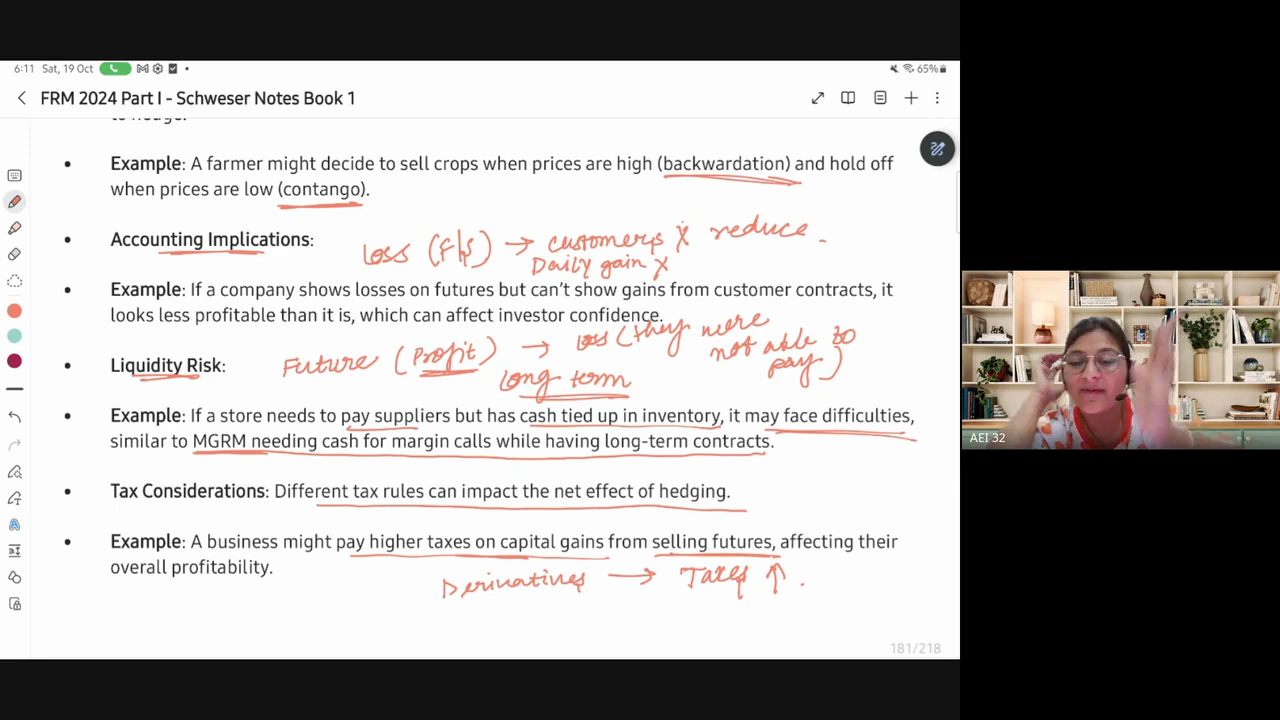 6:11 Sat, 19 Oct 65%
FRM 2024 Part I - Schweser Notes Book 1
to hedge.
• Example: A farmer might decide to sell crops when prices are high (backwardation) and hold off
when prices are low (contango).
• Accounting Implications:
Loss (F/s) → customers X reduce.
Daily gain X
• Example: If a company shows losses on futures but can't show gains from customer contracts, it
looks less profitable than it is, which can affect investor confidence.
• Liquidity Risk:
Future (Profit) → loss (they were
not able to
pay)
long term
• Example: If a store needs to pay suppliers but has cash tied up in inventory, it may face difficulties,
similar to MGRM needing cash for margin calls while having long-term contracts.
• Tax Considerations: Different tax rules can impact the net effect of hedging.
• Example: A business might pay higher taxes on capital gains from selling futures, affecting their
overall profitability.
Derivatives → Taxes ↑.
181/218
AEI 32